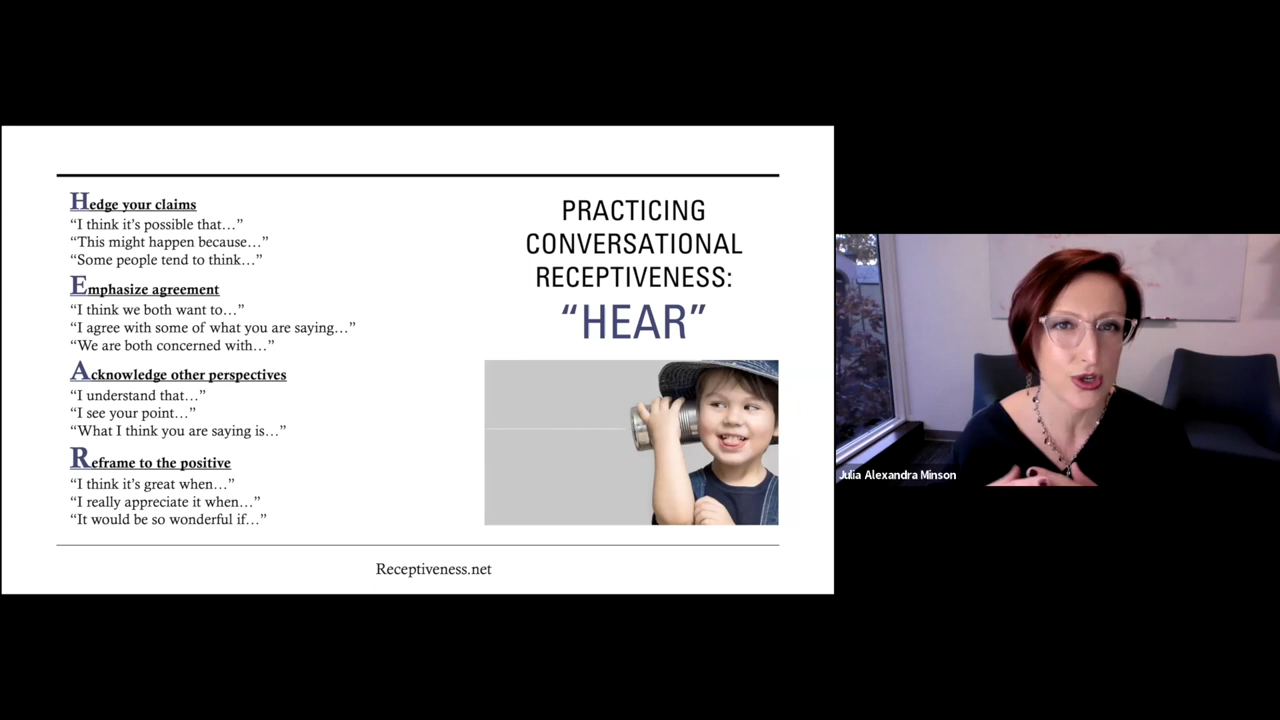 Hedge your claims
“I think it’s possible that…”
“This might happen because…”
“Some people tend to think…”
Emphasize agreement
“I think we both want to…”
“I agree with some of what you are saying…”
“We are both concerned with…”
Acknowledge other perspectives
“I understand that…”
“I see your point…”
“What I think you are saying is…”
Reframe to the positive
“I think it’s great when…”
“I really appreciate it when…”
“It would be so wonderful if…”
PRACTICING
CONVERSATIONAL
RECEPTIVENESS:
“HEAR”
Receptiveness.net
Julia Alexandra Minson